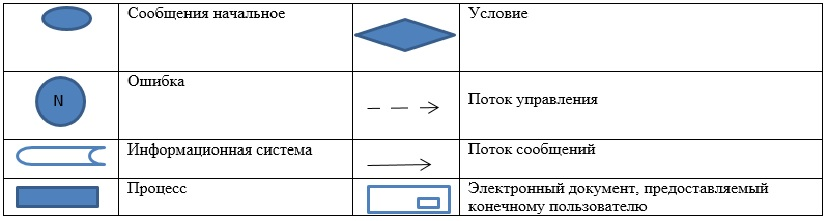 Сообщения начальное
Условие
Ошибка
N
Поток управления
Информационная система
Поток сообщений
Процесс
Электронный документ, предоставляемый
конечному пользователю